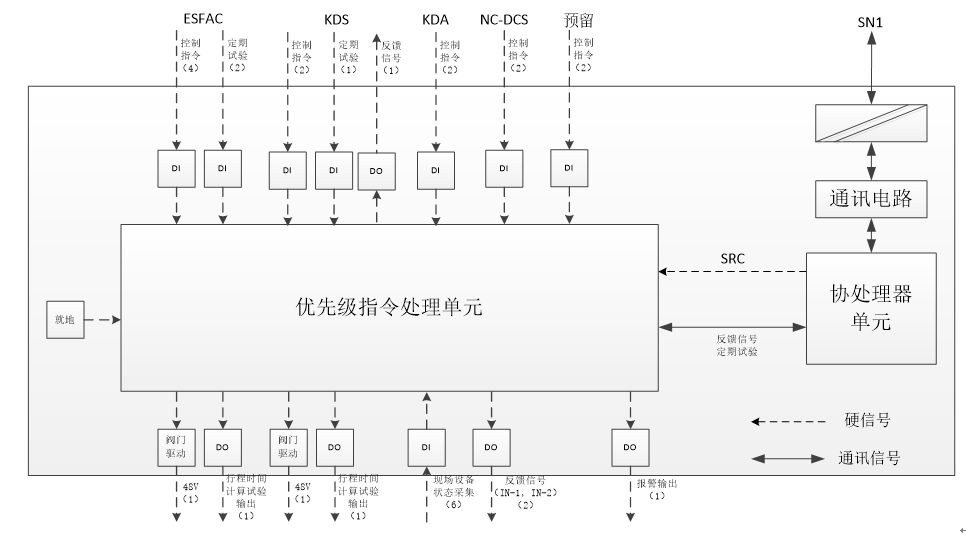 ESFAC KDS KDA NC-DCS 预留 SN1
控制
指令
（4）
定期
试验
（2）
控制
指令
（2）
定期
试验
（1）
反馈
信号
（1）
控制
指令
（2）
控制
指令
（2）
控制
指令
（2）
DI DI DI DI DO DI DI DI
通讯电路
SRC
协处理器
单元
优先级指令处理单元
就地
反馈信号
定期试验
硬信号
通讯信号
阀门
驱动
DO
阀门
驱动
DO
DI
DO
DO
48V
（1）
行程时间
计算试验
输出
（1）
48V
（1）
行程时间
计算试验
输出
（1）
现场设备
状态采集
（6）
反馈信号
（IN-1，IN-2）
（2）
报警输出
（1）